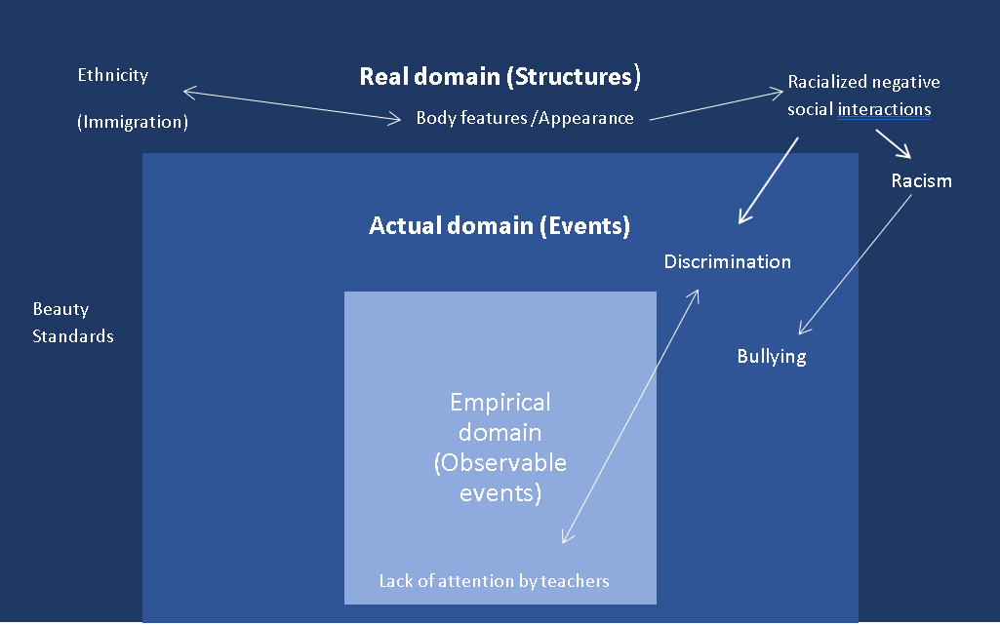 Ethnicity
(Immigration)
Real domain (Structures)
Body features /Appearance
Racialized negative
social interactions
Racism
Actual domain (Events)
Discrimination
Bullying
Beauty
Standards
Empirical
domain
(Observable
events)
Lack of attention by teachers